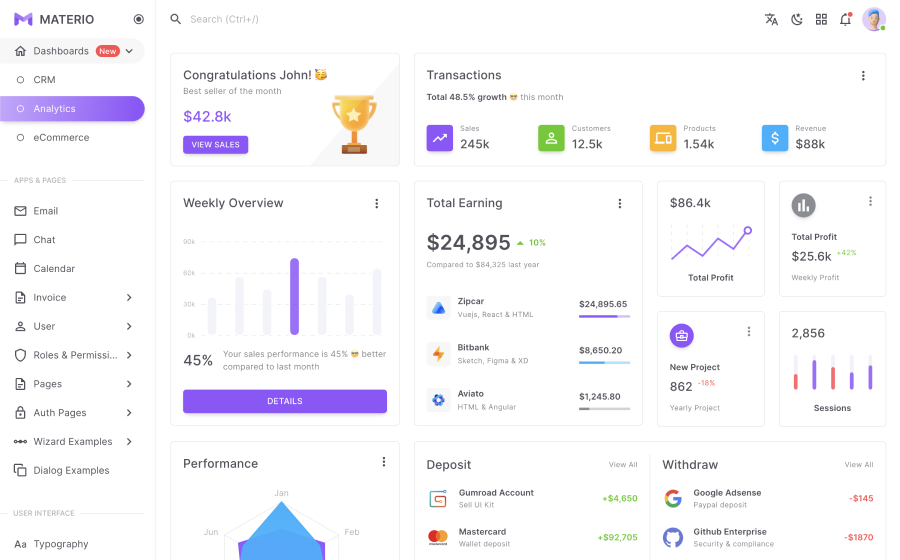 MATERIO
Search (Ctrl+/)
Dashboards New
CRM
Analytics
eCommerce
APPS & PAGES
Email
Chat
Calendar
Invoice
User
Roles & Permissi...
Pages
Auth Pages
Wizard Examples
Dialog Examples
USER INTERFACE
Aa Typography
Congratulations John! 🥳
Best seller of the month
$42.8k
VIEW SALES
Transactions
Total 48.5% growth 😎 this month
Sales
245k
Customers
12.5k
Products
1.54k
Revenue
$88k
Weekly Overview
90k
60k
30k
0k
45%
Your sales performance is 45% 😎 better
compared to last month
DETAILS
Total Earning
$24,895 10%
Compared to $84,325 last year
Zipcar
Vuejs, React & HTML
$24,895.65
Bitbank
Sketch, Figma & XD
$8,650.20
Aviato
HTML & Angular
$1,245.80
$86.4k
Total Profit
Total Profit
$25.6k +42%
Weekly Profit
New Project
862 -18%
Yearly Project
2,856
Sessions
Performance
Jan
Jun
Feb
Deposit
View All
Gumroad Account
Sell UI Kit
+$4,650
Mastercard
Wallet deposit
+$92,705
Withdraw
View All
Google Adsense
Paypal deposit
-$145
Github Enterprise
Security & compliance
-$1870